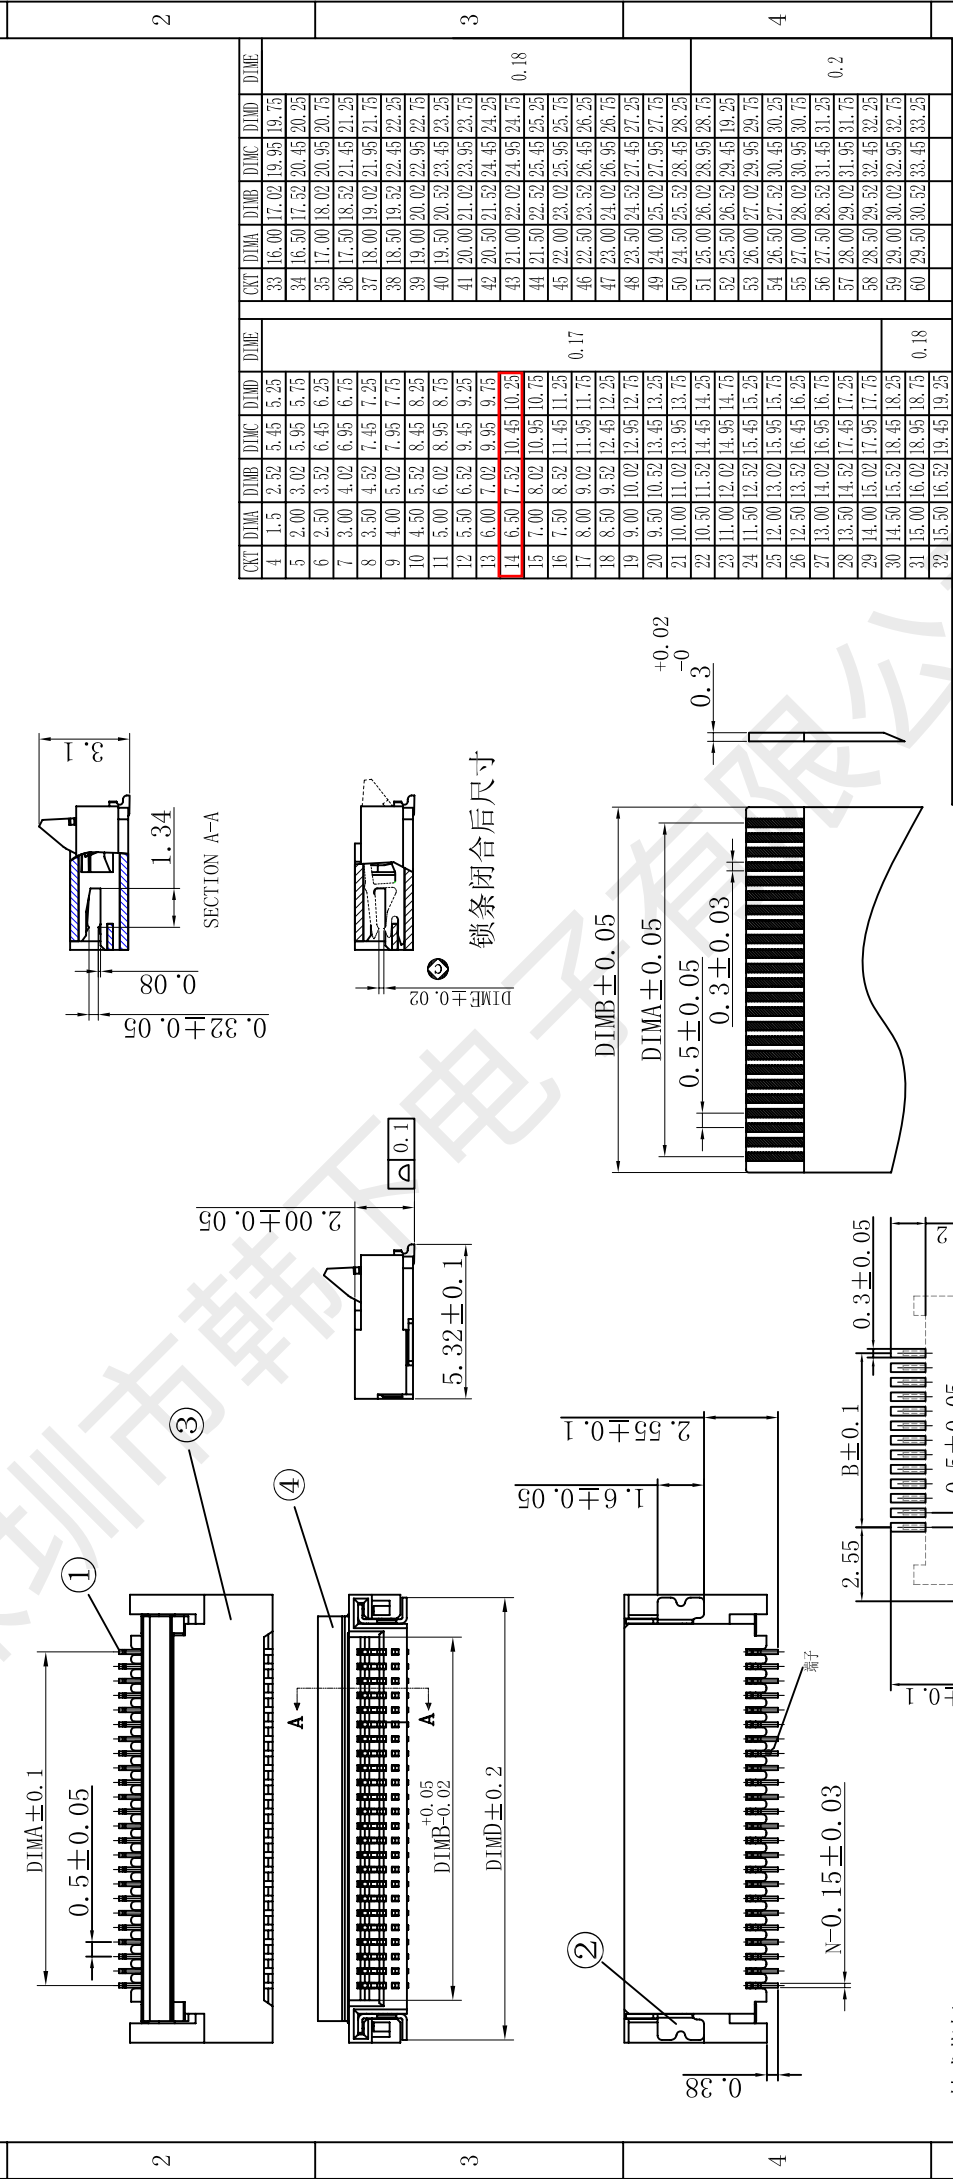 2
3
4
DIMA±0.1
0.5±0.05
①
③
④
A
A
DIMB+0.05-0.02
DIMD±0.2
2.00±0.05
0.1
5.32±0.1
3.1
1.34
0.08
0.32±0.05
SECTION A-A
DIME±0.02
C
锁条闭合后尺寸
②
0.38
N-0.15±0.03
端子
1.6±0.05
2.55±0.1
2.55
B±0.1
0.3±0.05
DIMB±0.05
DIMA±0.05
0.5±0.05
0.3±0.03
0.3+0.02-0
CKT DIMA DIMB DIMC DIMD DIME
4 1.5 2.52 5.45 5.25
5 2.00 3.02 5.95 5.75
6 2.50 3.52 6.45 6.25
7 3.00 4.02 6.95 6.75
8 3.50 4.52 7.45 7.25
9 4.00 5.02 7.95 7.75
10 4.50 5.52 8.45 8.25
11 5.00 6.02 8.95 8.75
12 5.50 6.52 9.45 9.25
13 6.00 7.02 9.95 9.75
14 6.50 7.52 10.45 10.25
15 7.00 8.02 10.95 10.75
16 7.50 8.52 11.45 11.25
17 8.00 9.02 11.95 11.75 0.17
18 8.50 9.52 12.45 12.25
19 9.00 10.02 12.95 12.75
20 9.50 10.52 13.45 13.25
21 10.00 11.02 13.95 13.75
22 10.50 11.52 14.45 14.25
23 11.00 12.02 14.95 14.75
24 11.50 12.52 15.45 15.25
25 12.00 13.02 15.95 15.75
26 12.50 13.52 16.45 16.25
27 13.00 14.02 16.95 16.75
28 13.50 14.52 17.45 17.25
29 14.00 15.02 17.95 17.75
30 14.50 15.52 18.45 18.25
31 15.00 16.02 18.95 18.75 0.18
32 15.50 16.52 19.45 19.25
CKT DIMA DIMB DIMC DIMD DIME
33 16.00 17.02 19.95 19.75
34 16.50 17.52 20.45 20.25
35 17.00 18.02 20.95 20.75
36 17.50 18.52 21.45 21.25
37 18.00 19.02 21.95 21.75
38 18.50 19.52 22.45 22.25
39 19.00 20.02 22.95 22.75
40 19.50 20.52 23.45 23.25
41 20.00 21.02 23.95 23.75
42 20.50 21.52 24.45 24.25
43 21.00 22.02 24.95 24.75 0.18
44 21.50 22.52 25.45 25.25
45 22.00 23.02 25.95 25.75
46 22.50 23.52 26.45 26.25
47 23.00 24.02 26.95 26.75
48 23.50 24.52 27.45 27.25
49 24.00 25.02 27.95 27.75
50 24.50 25.52 28.45 28.25
51 25.00 26.02 28.95 28.75
52 25.50 26.52 29.45 19.25
53 26.00 27.02 29.95 29.75
54 26.50 27.52 30.45 30.25
55 27.00 28.02 30.95 30.75
56 27.50 28.52 31.45 31.25 0.2
57 28.00 29.02 31.95 31.75
58 28.50 29.52 32.45 32.25
59 29.00 30.02 32.95 32.75
60 29.50 30.52 33.45 33.25
圳市韩下电子有限公
2
3
4